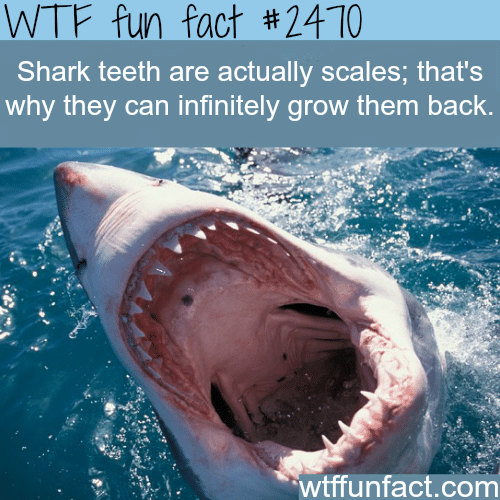 WTF fun fact #2470
Shark teeth are actually scales; that's
why they can infinitely grow them back.
wtffunfact.com